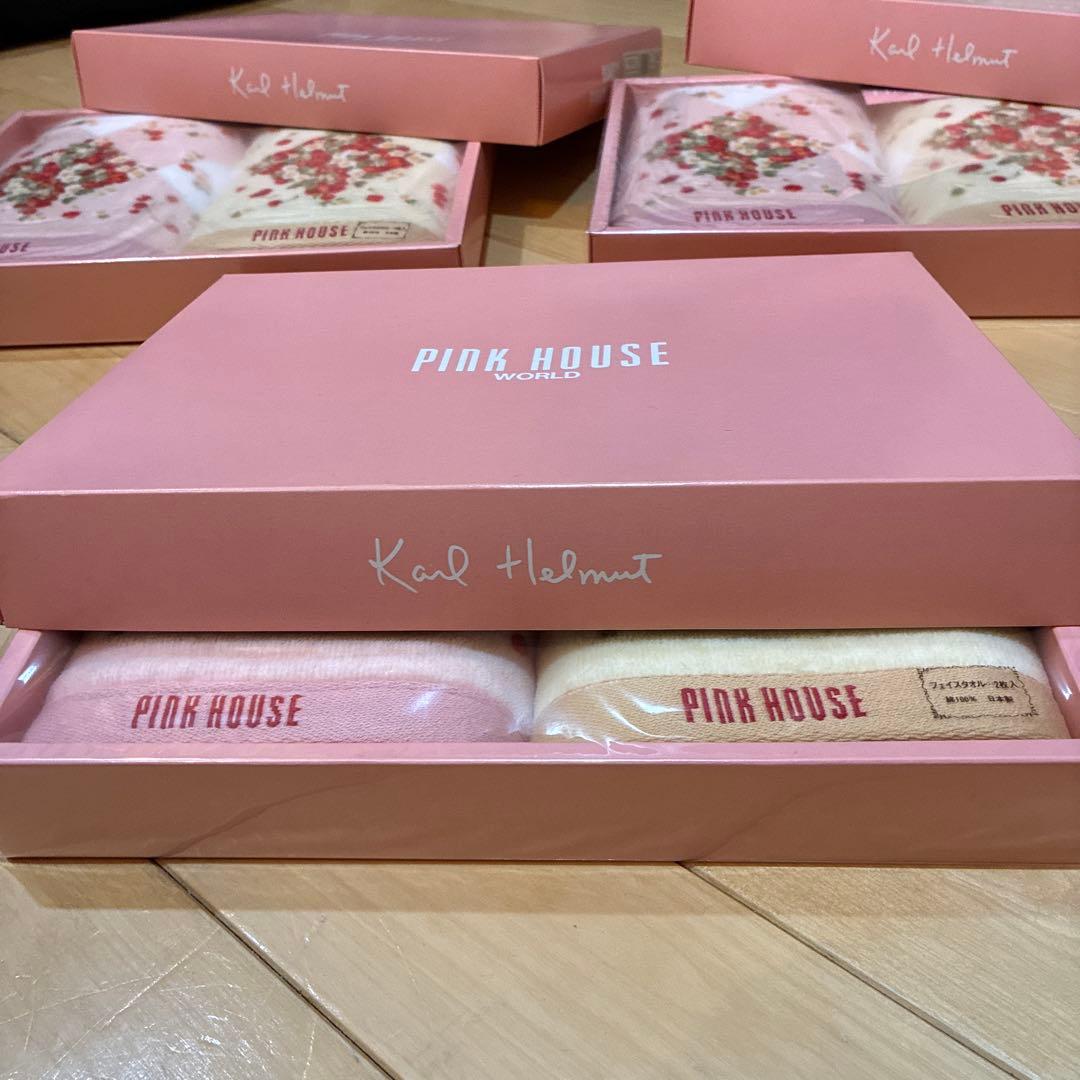 Karl Helmut
Karl Helmut
PINK HOUSE
PINK HOUSE
PINK HOUSE
WORLD
Karl Helmut
PINK HOUSE
PINK HOUSE
フェイスタオル・2枚入
綿100% 日本製